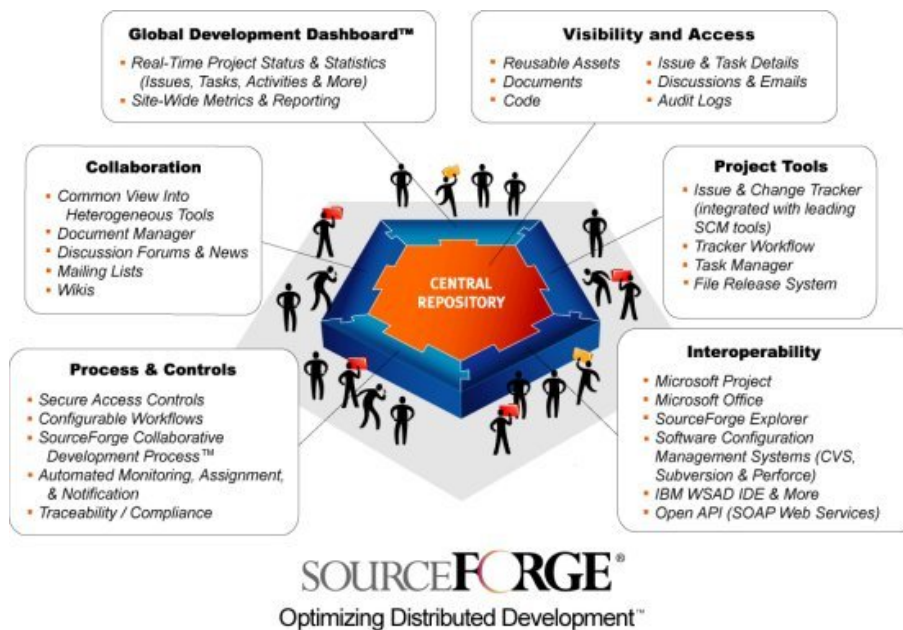 Global Development Dashboard™
Real-Time Project Status & Statistics
(Issues, Tasks, Activities & More)
Site-Wide Metrics & Reporting
Visibility and Access
Reusable Assets
Documents
Code
Issue & Task Details
Discussions & Emails
Audit Logs
Collaboration
Common View Into
Heterogeneous Tools
Document Manager
Discussion Forums & News
Mailing Lists
Wikis
Project Tools
Issue & Change Tracker
(integrated with leading
SCM tools)
Tracker Workflow
Task Manager
File Release System
CENTRAL
REPOSITORY
Process & Controls
Secure Access Controls
Configurable Workflows
SourceForge Collaborative
Development Process™
Automated Monitoring, Assignment,
& Notification
Traceability / Compliance
Interoperability
Microsoft Project
Microsoft Office
SourceForge Explorer
Software Configuration
Management Systems (CVS,
Subversion & Perforce)
IBM WSAD IDE & More
Open API (SOAP Web Services)
SOURCEFORGE®
Optimizing Distributed Development™